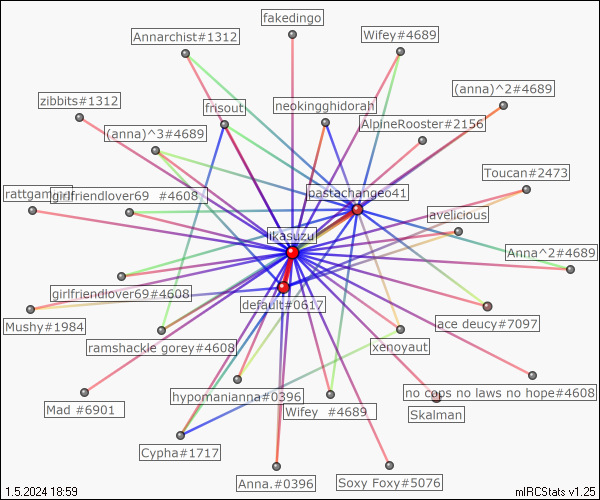 fakedingo
Annarchist#1312
Wifey#4689
(anna)^2#4689
zibbits#1312
frisout
neokingghidorah
AlpineRooster#2156
(anna)^3#4689
Toucan#2473
pastachangeo41
girlfriendlover69 #4608
avelicious
ikasuzu
Anna^2#4689
girlfriendlover69#4608
default#0617
Mushy#1984
ace deucy#7097
ramshackle gorey#4608
xenoyaut
hypomanianna#0396
no cops no laws no hope#4608
Mad #6901
Wifey #4689
Skalman
Cypha#1717
Anna.#0396
Soxy Foxy#5076
1.5.2024 18:59
mIRCStats v1.25